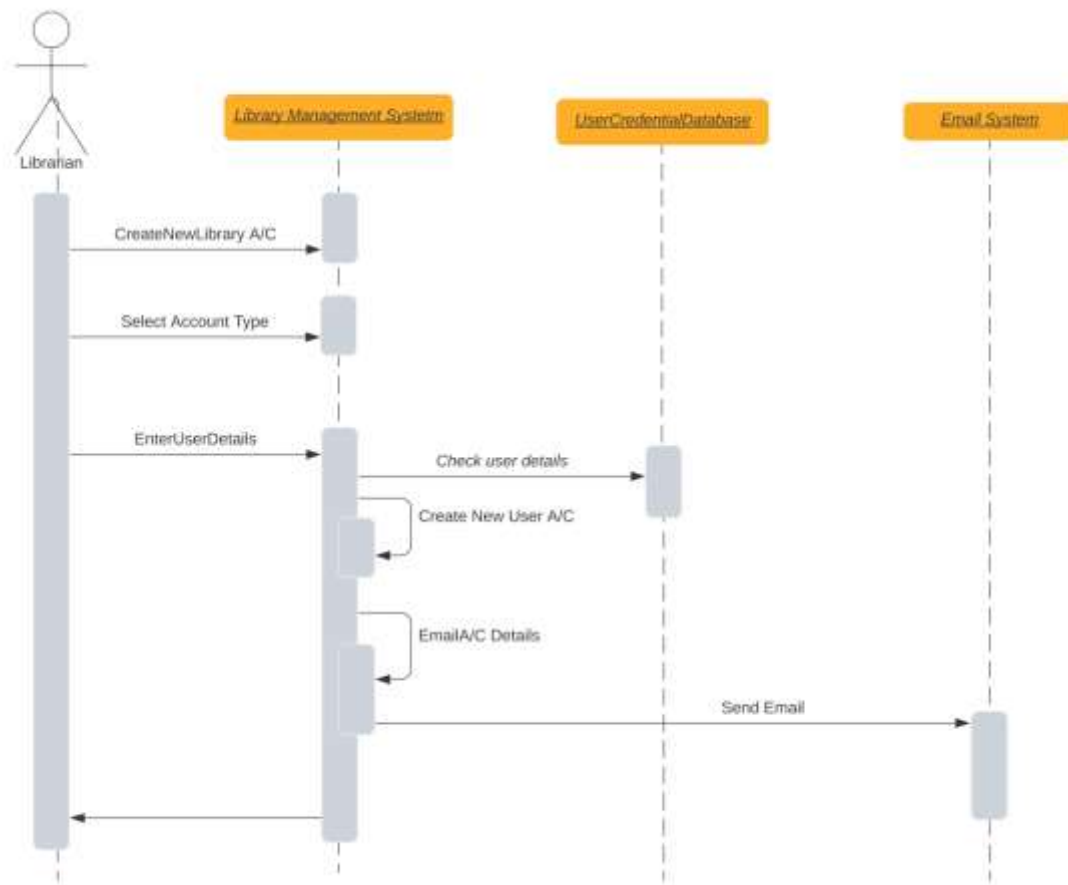 Library Management Systetm
UserCredentialDatabase
Email System
Librarian
CreateNewLibrary A/C
Select Account Type
EnterUserDetails
Check user details
Create New User A/C
EmailA/C Details
Send Email